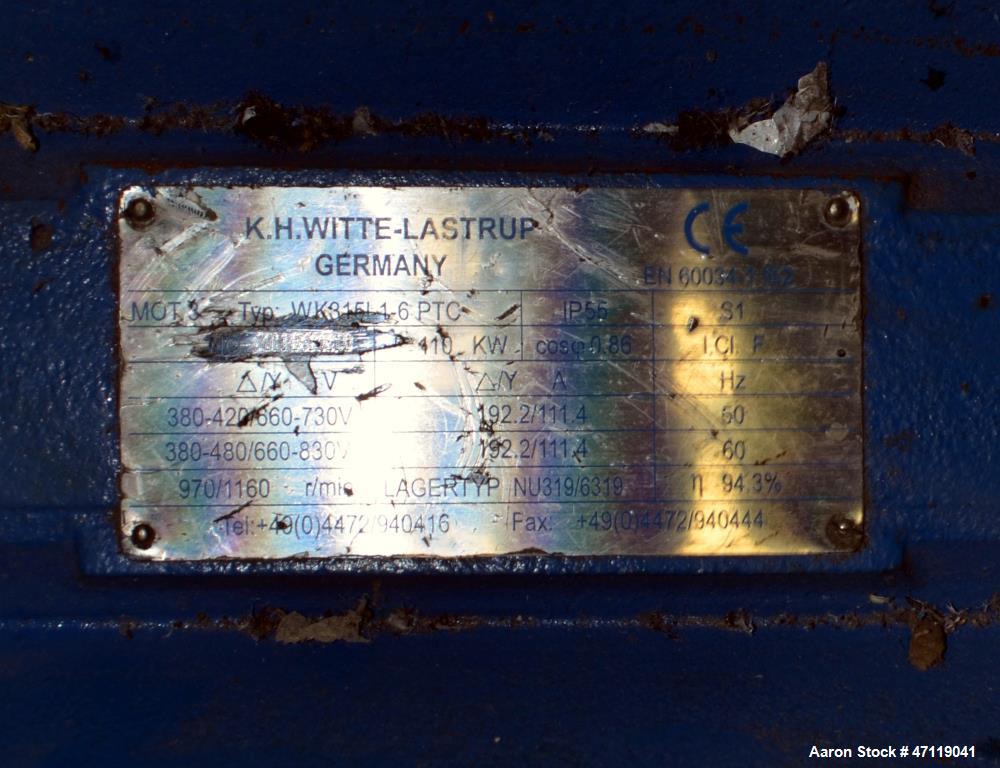 K.H.WITTE-LASTRUP
CE
GERMANY
EN 60034
MOT 3 Typ: WK315L1-6 PTC IP55 S1
KW cosφ 0.86 I.Cl. F
△/Y V △/Y A Hz
380-420/660-730V 192.2/111.4 50
380-480/660-830V 192.2/111.4 60
970/1160 r/min LAGERTYP NU319/6319 η 94.3%
Tel:+49(0)4472/940416 Fax: +49(0)4472/940444
Aaron Stock # 47119041